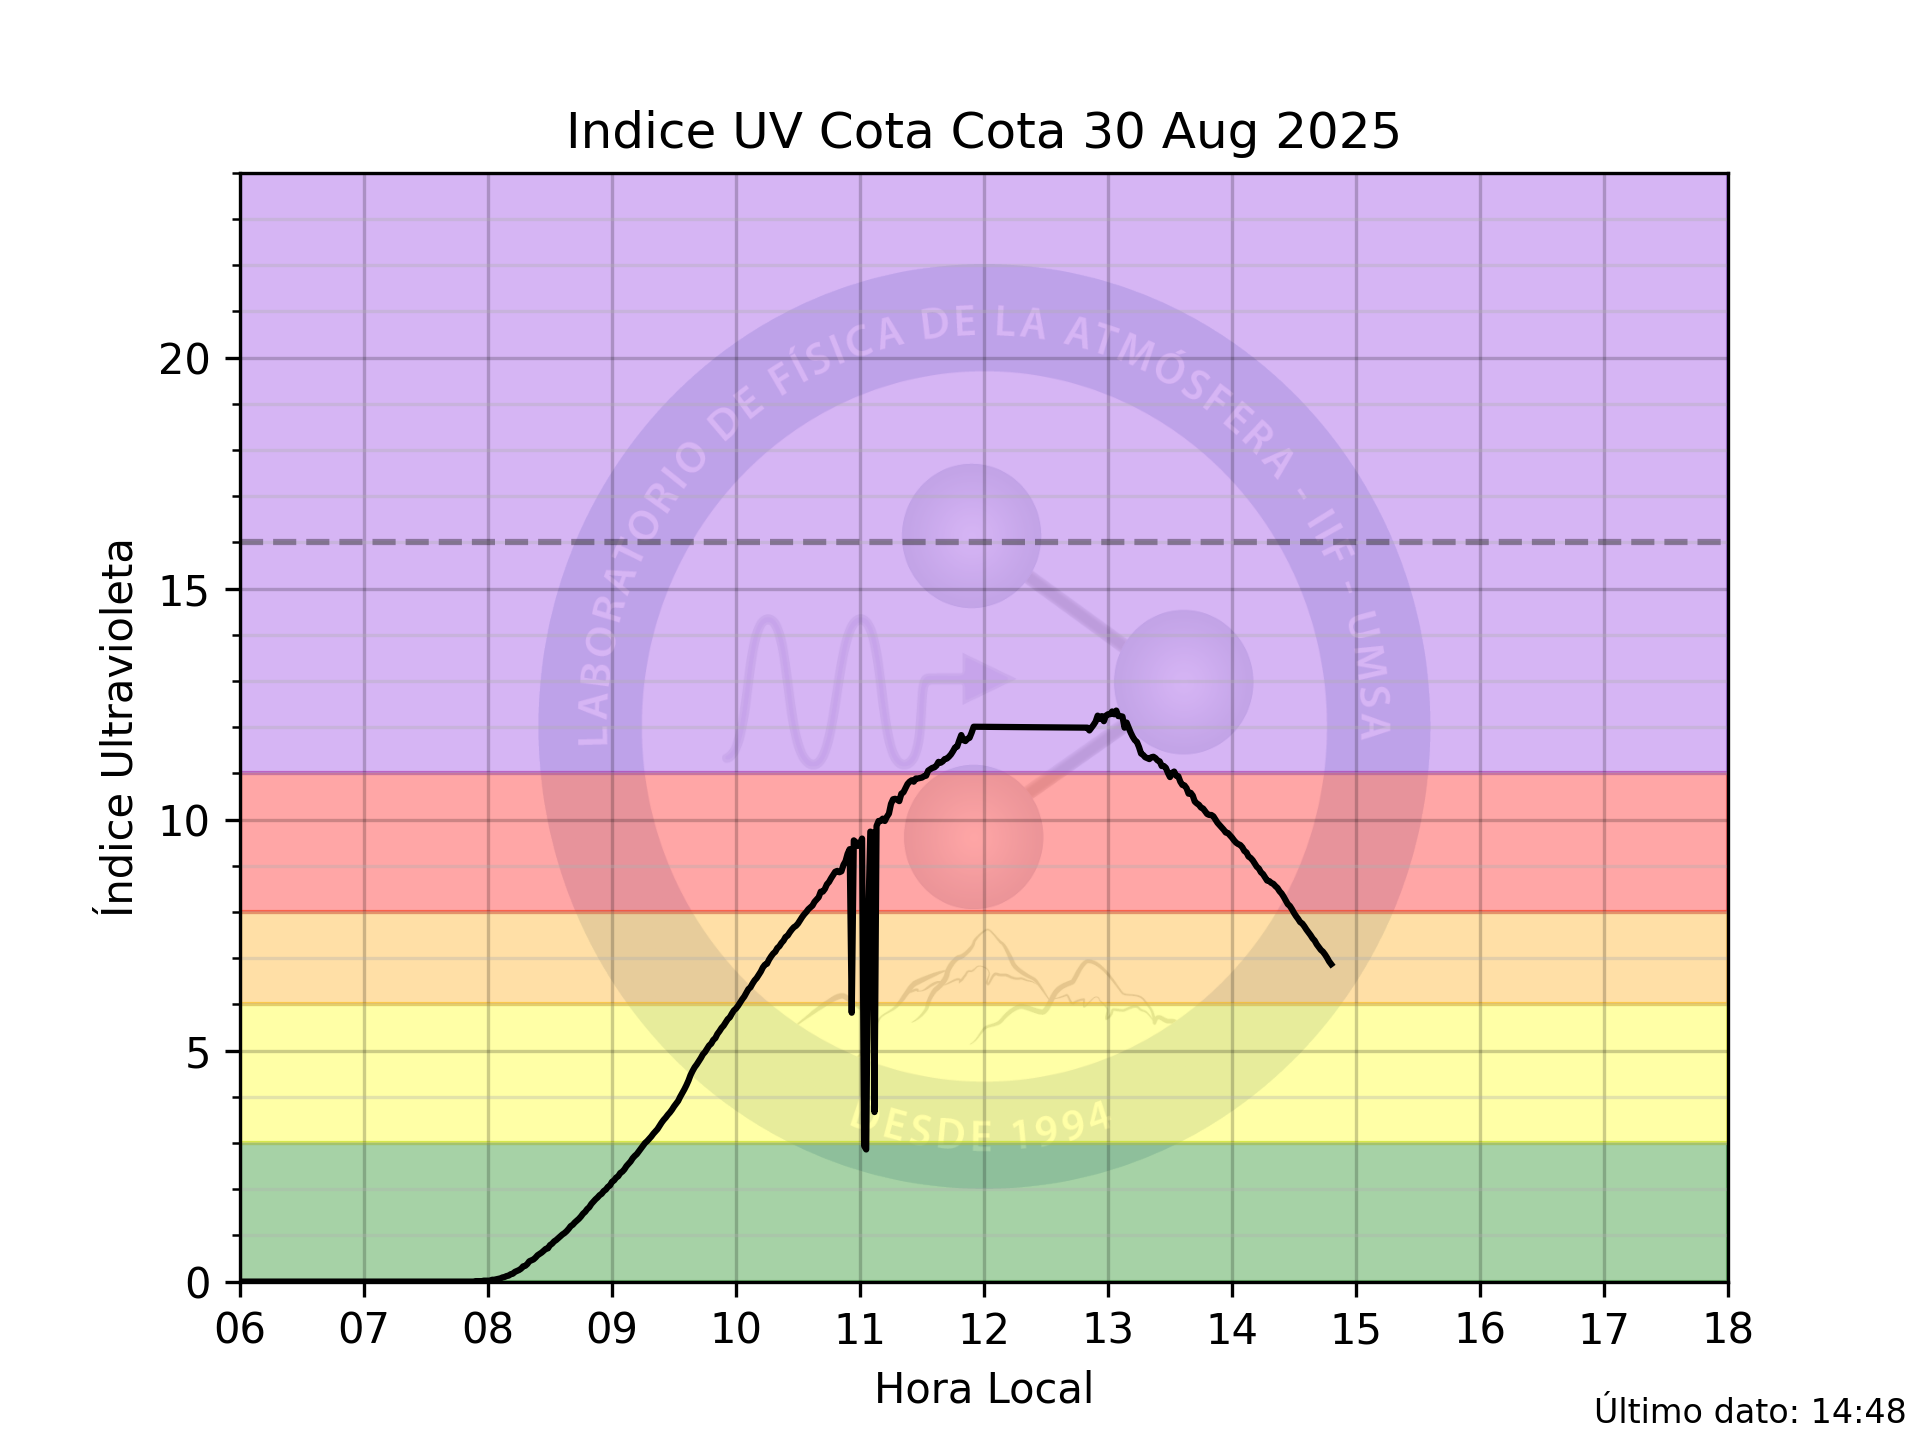 Indice UV Cota Cota 30 Aug 2025
Índice Ultravioleta
20
15
10
5
0
LABORATORIO DE FÍSICA DE LA ATMÓSFERA - IIF - UMSA
DESDE 1994
06 07 08 09 10 11 12 13 14 15 16 17 18
Hora Local
Último dato: 14:48